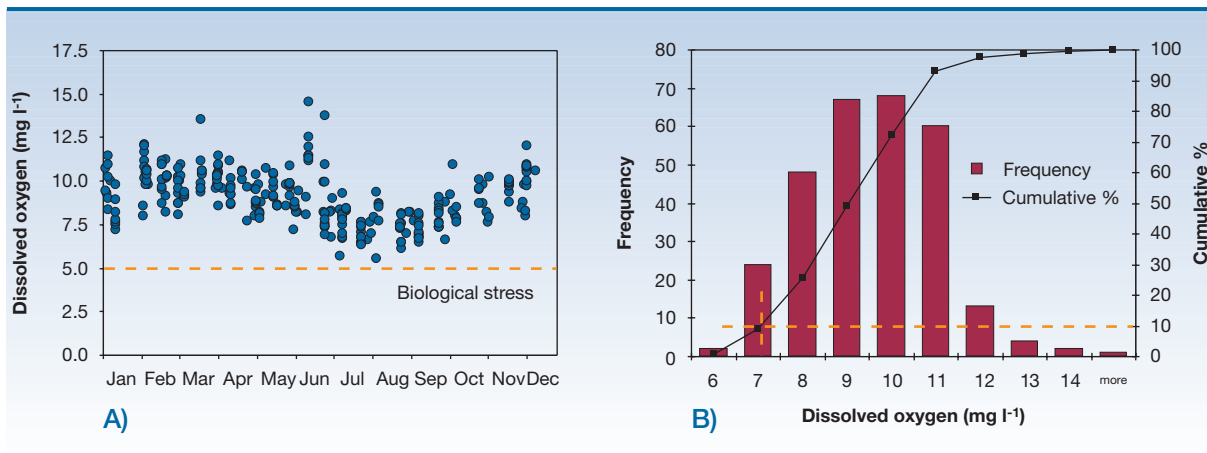 17.5
15.0
12.5
10.0
7.5
5.0
2.5
0.0
Dissolved oxygen (mg l-1)
Biological stress
Jan Feb Mar Apr May Jun Jul Aug Sep Oct Nov Dec
A)
80
70
60
50
40
30
20
10
0
Frequency
100
90
80
70
60
50
40
30
20
10
0
Cumulative %
Frequency
Cumulative %
6 7 8 9 10 11 12 13 14 more
B)
Dissolved oxygen (mg l-1)